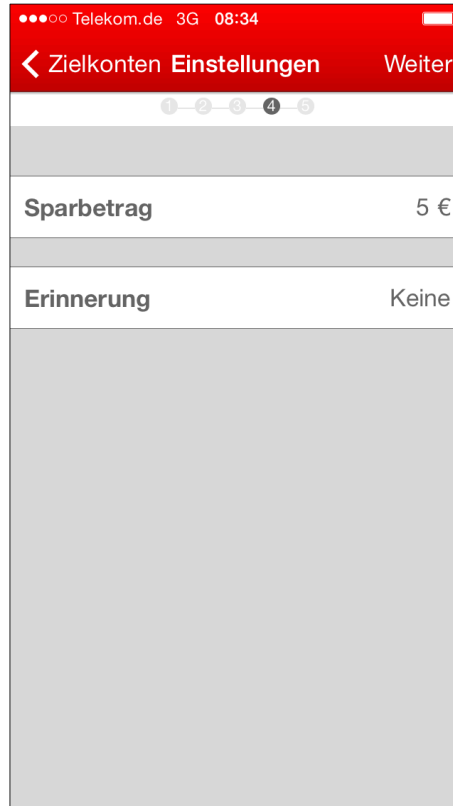 Telekom.de 3G 08:34
Zielkonten Einstellungen Weiter
1 2 3 4 5
Sparbetrag 5 €
Erinnerung Keine